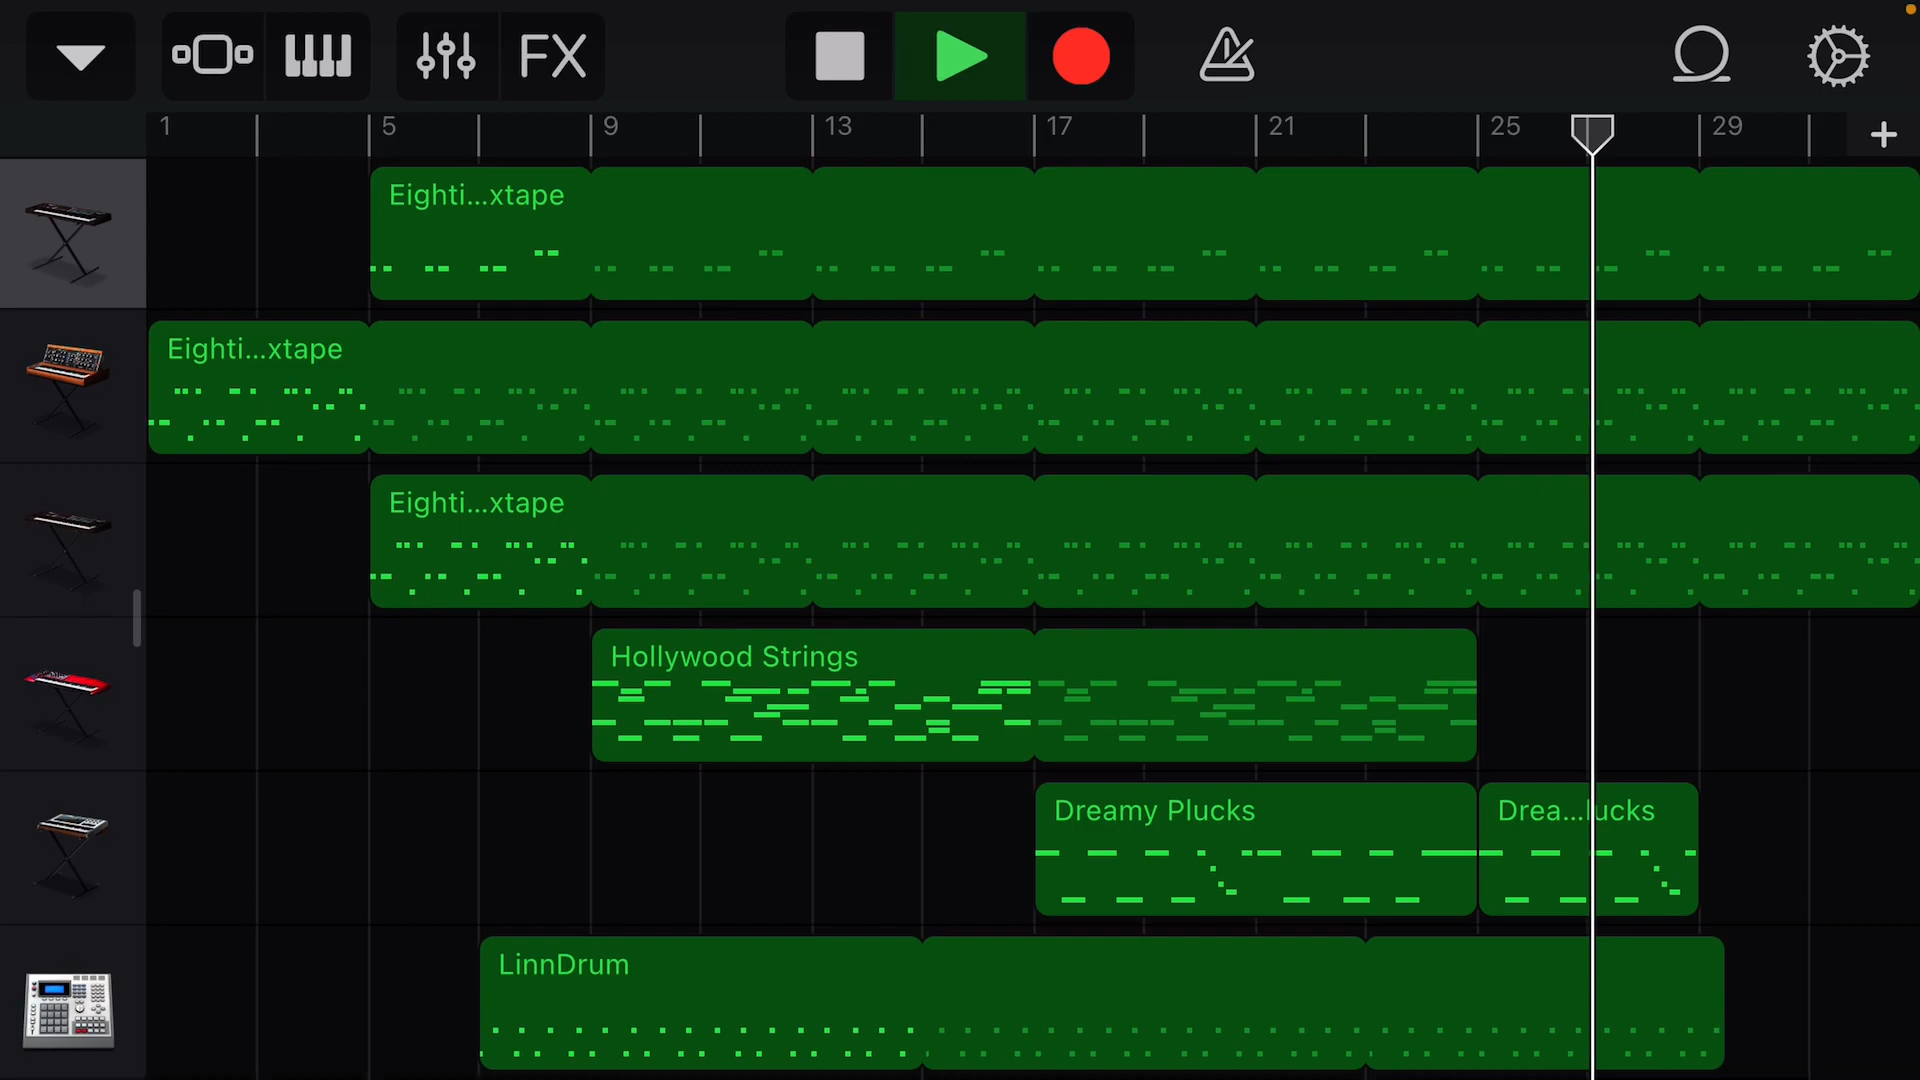 FX
1 5 9 13 17 21 25 29 +
Eighti...xtape
Eighti...xtape
Eighti...xtape
Hollywood Strings
Dreamy Plucks
Drea...lucks
LinnDrum